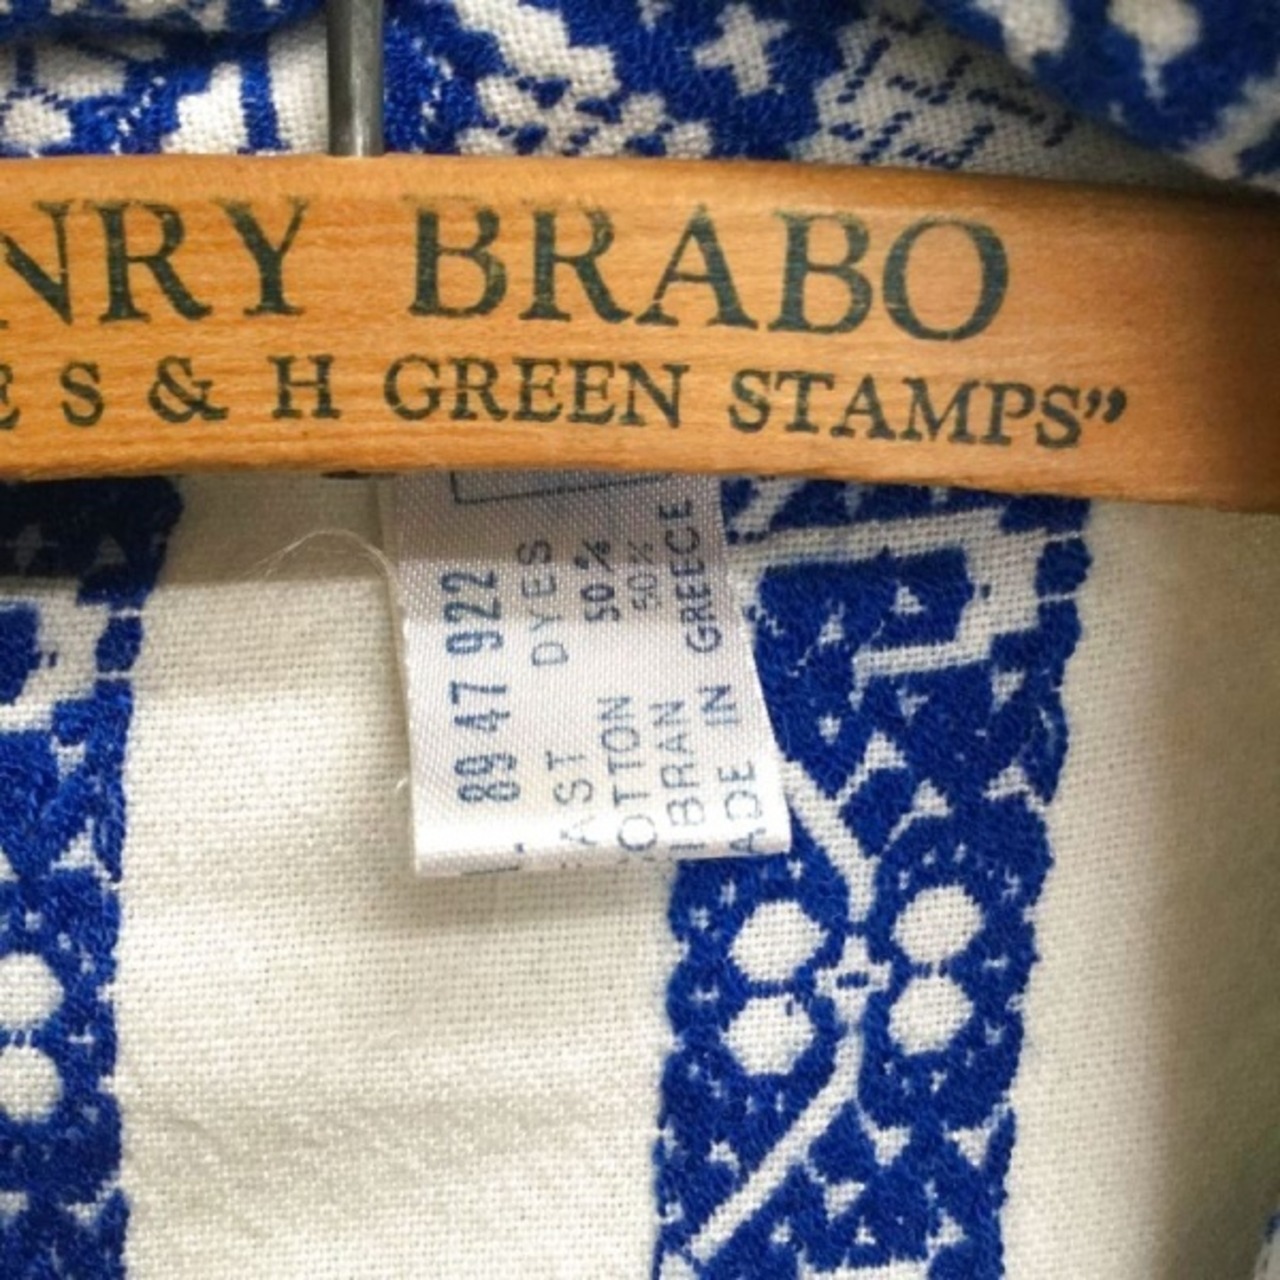 NRY BRABO
E S & H GREEN STAMPS”
89 47 922
AST DYES
OTTON 50%
IBRAN 50%
ADE IN GREECE